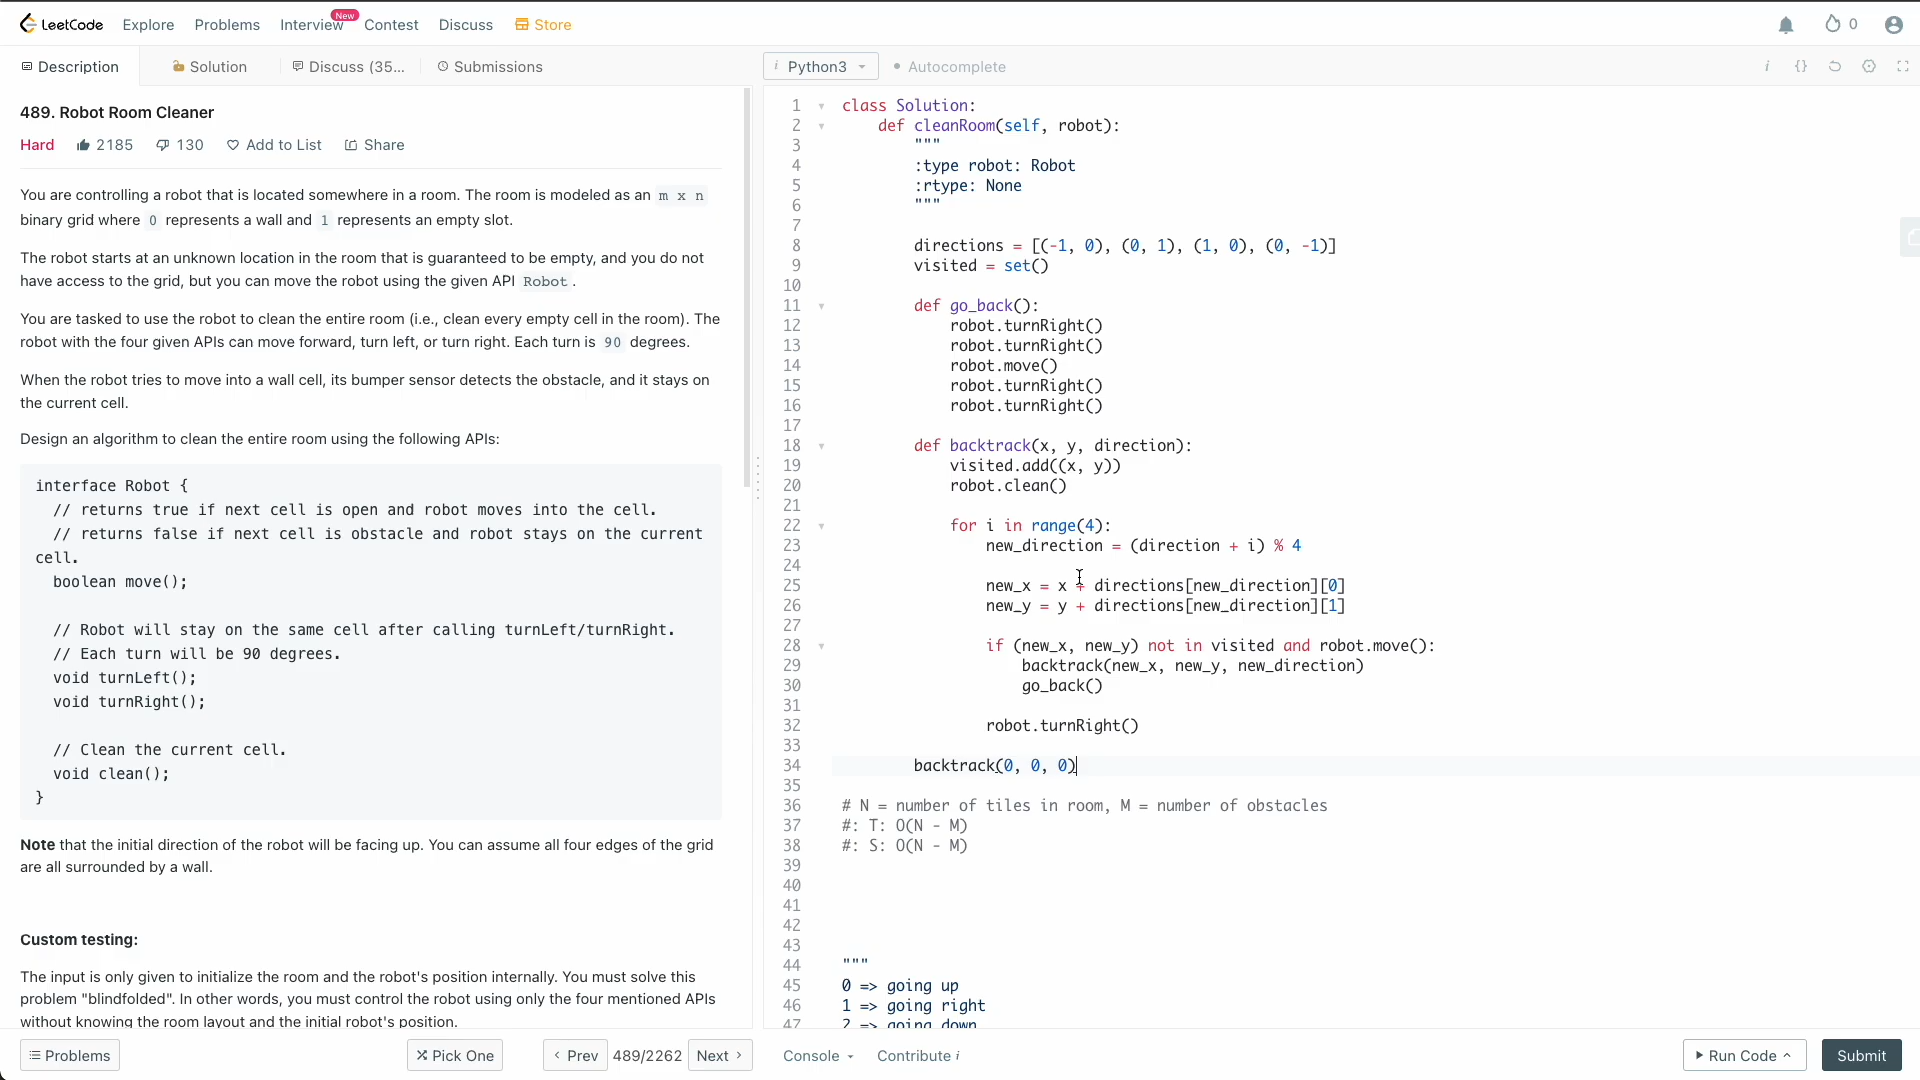 LeetCode Explore Problems Interview New Contest Discuss Store 0
Description Solution Discuss (35... Submissions
489. Robot Room Cleaner
Hard 2185 130 Add to List Share
You are controlling a robot that is located somewhere in a room. The room is modeled as an m x n
binary grid where 0 represents a wall and 1 represents an empty slot.
The robot starts at an unknown location in the room that is guaranteed to be empty, and you do not
have access to the grid, but you can move the robot using the given API Robot.
You are tasked to use the robot to clean the entire room (i.e., clean every empty cell in the room). The
robot with the four given APIs can move forward, turn left, or turn right. Each turn is 90 degrees.
When the robot tries to move into a wall cell, its bumper sensor detects the obstacle, and it stays on
the current cell.
Design an algorithm to clean the entire room using the following APIs:
interface Robot {
// returns true if next cell is open and robot moves into the cell.
// returns false if next cell is obstacle and robot stays on the current
cell.
boolean move();
// Robot will stay on the same cell after calling turnLeft/turnRight.
// Each turn will be 90 degrees.
void turnLeft();
void turnRight();
// Clean the current cell.
void clean();
}
Note that the initial direction of the robot will be facing up. You can assume all four edges of the grid
are all surrounded by a wall.
Custom testing:
The input is only given to initialize the room and the robot's position internally. You must solve this
problem "blindfolded". In other words, you must control the robot using only the four mentioned APIs
without knowing the room layout and the initial robot's position.
Problems Pick One Prev 489/2262 Next
i Python3 Autocomplete i {}
1 class Solution:
2 def cleanRoom(self, robot):
3 """
4 :type robot: Robot
5 :rtype: None
6 """
7
8 directions = [(-1, 0), (0, 1), (1, 0), (0, -1)]
9 visited = set()
10
11 def go_back():
12 robot.turnRight()
13 robot.turnRight()
14 robot.move()
15 robot.turnRight()
16 robot.turnRight()
17
18 def backtrack(x, y, direction):
19 visited.add((x, y))
20 robot.clean()
21
22 for i in range(4):
23 new_direction = (direction + i) % 4
24
25 new_x = x + directions[new_direction][0]
26 new_y = y + directions[new_direction][1]
27
28 if (new_x, new_y) not in visited and robot.move():
29 backtrack(new_x, new_y, new_direction)
30 go_back()
31
32 robot.turnRight()
33
34 backtrack(0, 0, 0)
35
36 # N = number of tiles in room, M = number of obstacles
37 #: T: O(N - M)
38 #: S: O(N - M)
39
40
41
42
43
44 """
45 0 => going up
46 1 => going right
47 2 => going down
Console Contribute i Run Code Submit